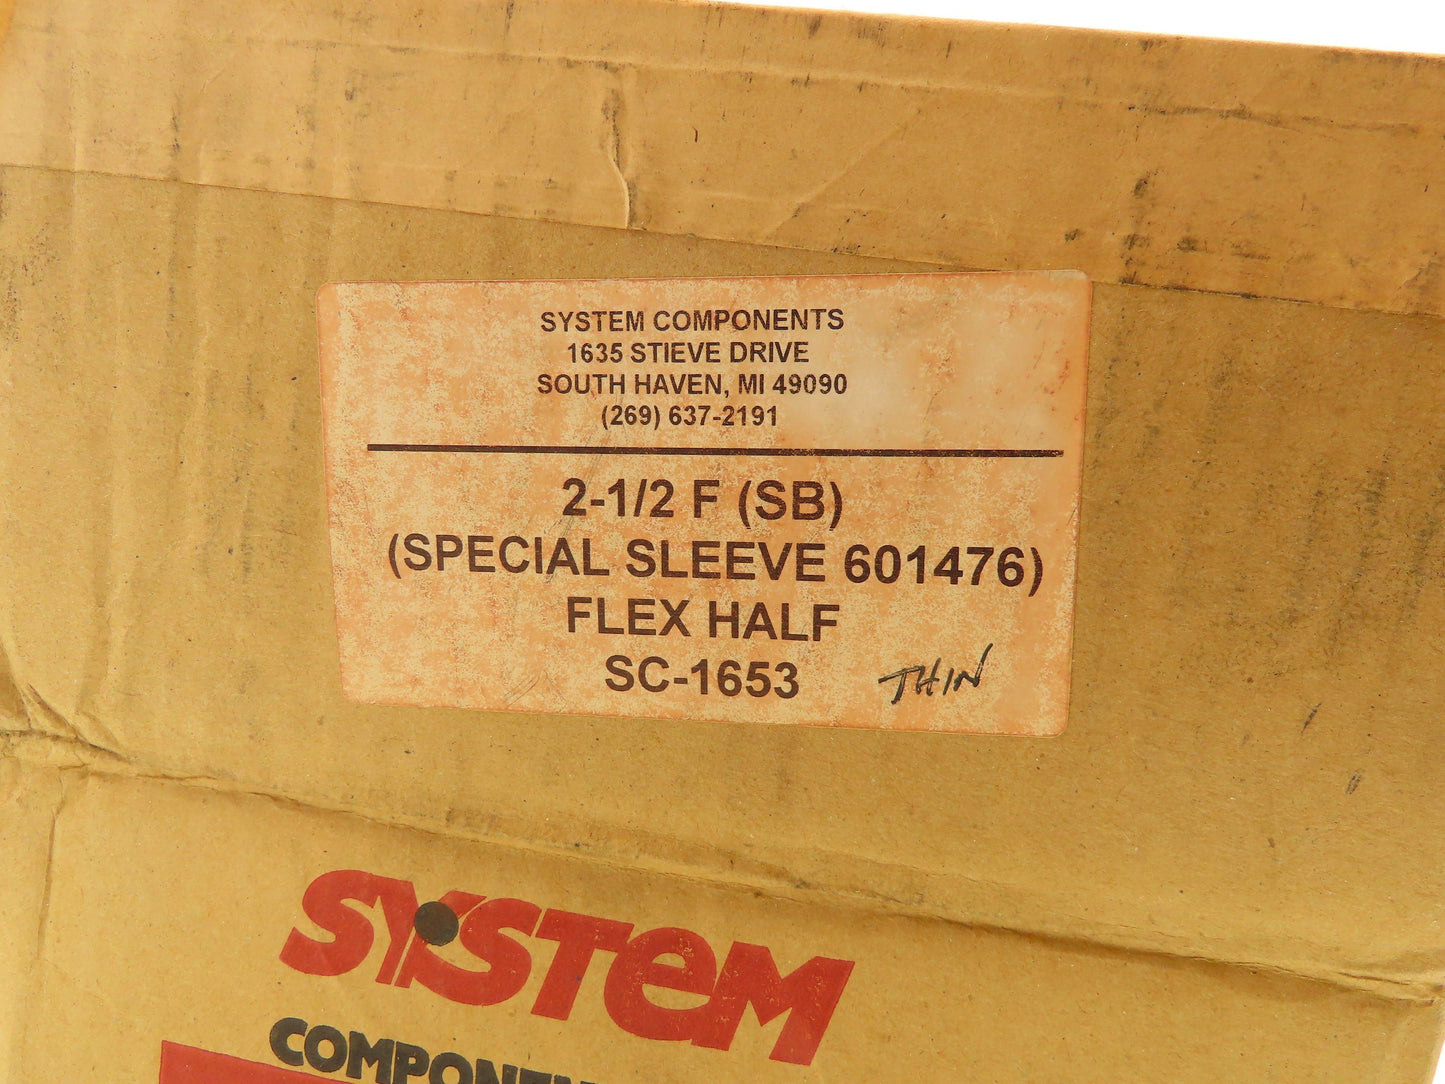 SYSTEM COMPONENTS
1635 STIEVE DRIVE
SOUTH HAVEN, MI 49090
(269) 637-2191
2-1/2 F (SB)
(SPECIAL SLEEVE 601476)
FLEX HALF
SC-1653 THIN
SYSTEM